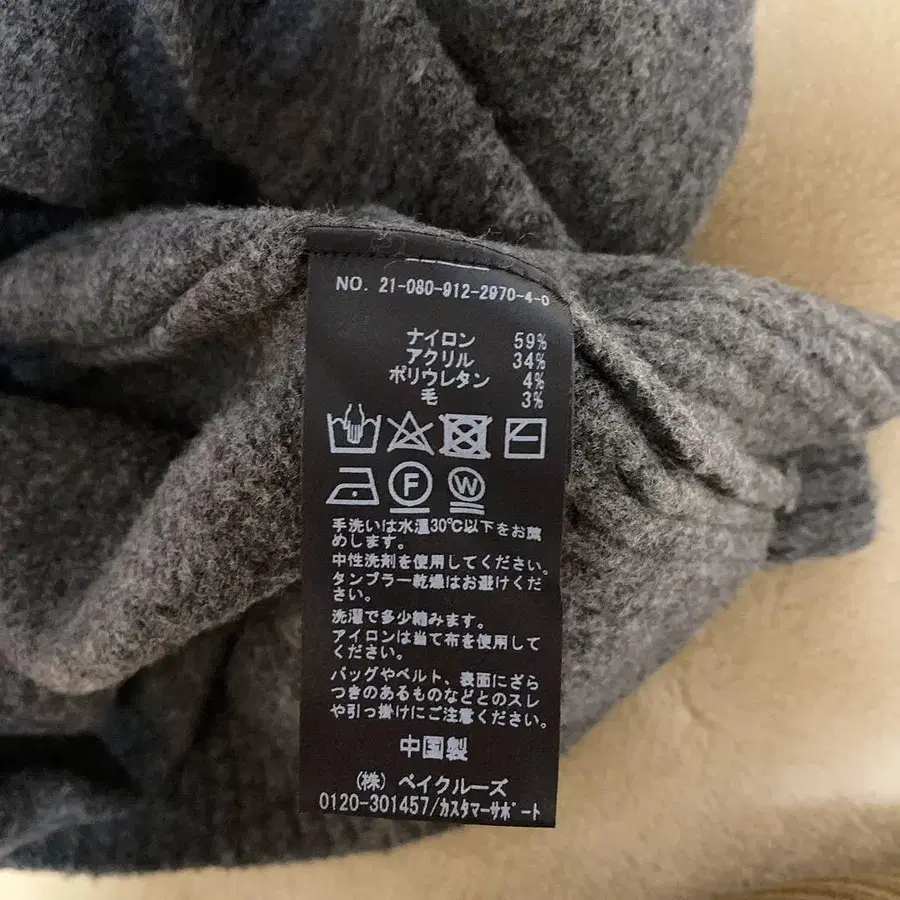 NO. 21-080-912-2970-4-0
ナイロン 59%
アクリル 34%
ポリウレタン 4%
毛 3%
F W
手洗いは水温30℃以下をお薦
めします。
中性洗剤を使用してください。
タンブラー乾燥はお避けくだ
さい。
洗濯で多少縮みます。
アイロンは当て布を使用して
ください。
バッグやベルト、表面にざら
つきのあるものなどとのスレ
や引っ掛けにご注意ください。
中国製
(株) ベイクルーズ
0120-301457/カスタマーサポート